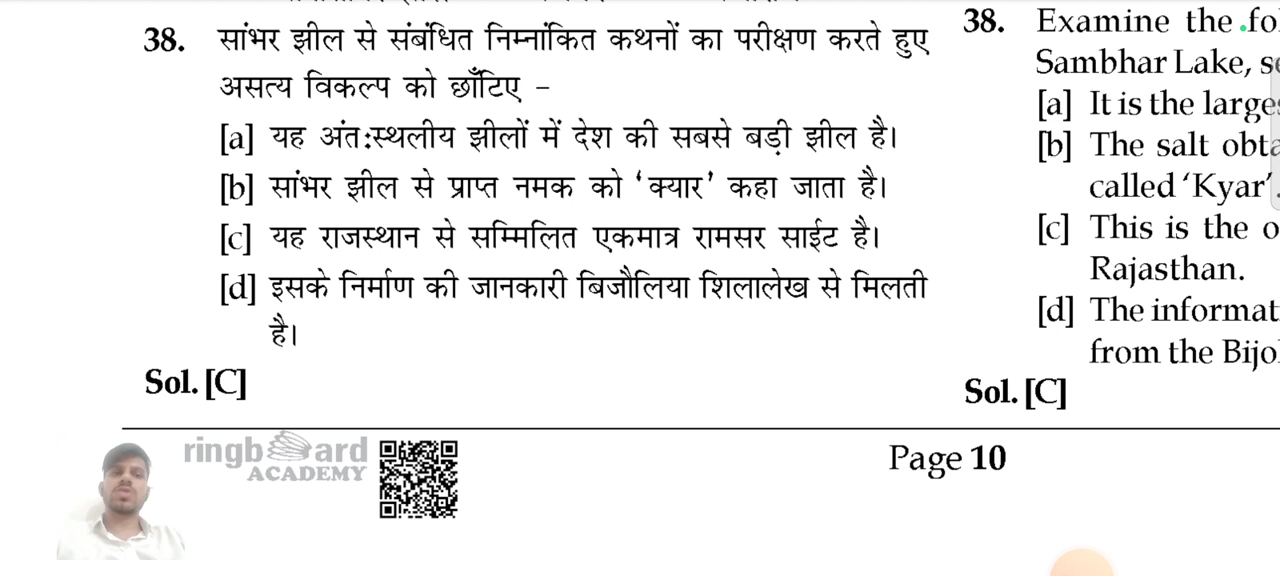 38. सांभर झील से संबंधित निम्नांकित कथनों का परीक्षण करते हुए
असत्य विकल्प को छाँटिए –
[a] यह अंत:स्थलीय झीलों में देश की सबसे बड़ी झील है।
[b] सांभर झील से प्राप्त नमक को ‘क्यार’ कहा जाता है।
[c] यह राजस्थान से सम्मिलित एकमात्र रामसर साईट है।
[d] इसके निर्माण की जानकारी बिजौलिया शिलालेख से मिलती
है।
Sol. [C]
38. Examine the
Sambhar Lake,
[a] It is the
[b] The salt
called ‘Kyar’.
[c] This is the
Rajasthan.
[d] The
from the
Sol. [C]
ringboard
ACADEMY
Page 10